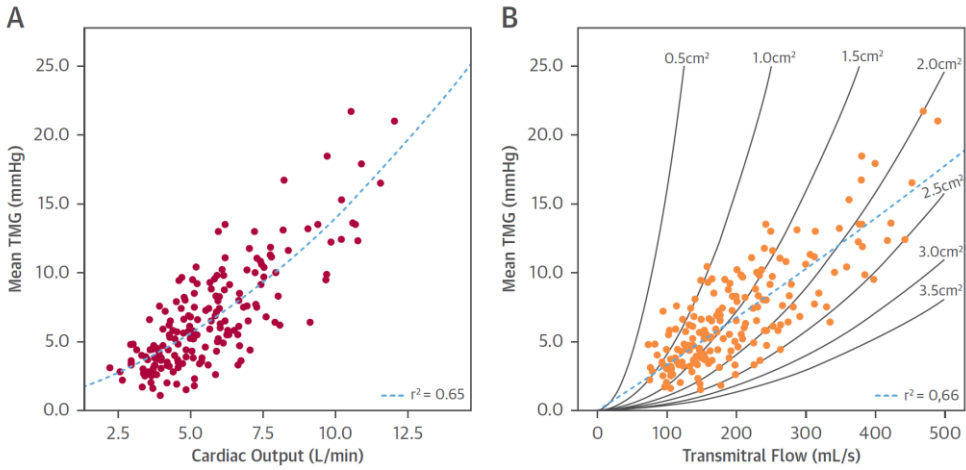 A
Mean TMG (mmHg)
25.0
20.0
15.0
10.0
5.0
0.0
2.5 5.0 7.5 10.0 12.5
Cardiac Output (L/min)
r² = 0.65
B
Mean TMG (mmHg)
25.0
20.0
15.0
10.0
5.0
0.0
0.5cm²
1.0cm²
1.5cm²
2.0cm²
2.5cm²
3.0cm²
3.5cm²
r² = 0,66
0 100 200 300 400 500
Transmitral Flow (mL/s)